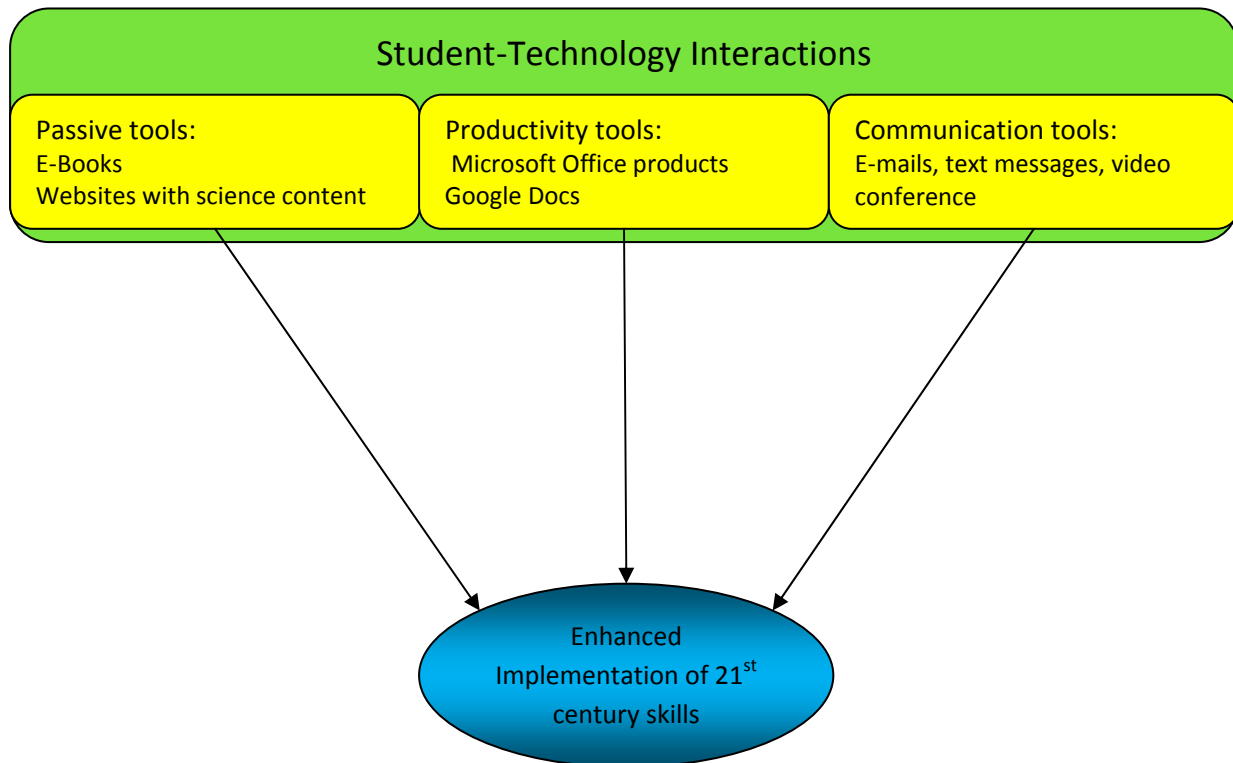 Student-Technology Interactions
Passive tools:
E-Books
Websites with science content
Productivity tools:
Microsoft Office products
Google Docs
Communication tools:
E-mails, text messages, video
conference
Enhanced
Implementation of 21st
century skills